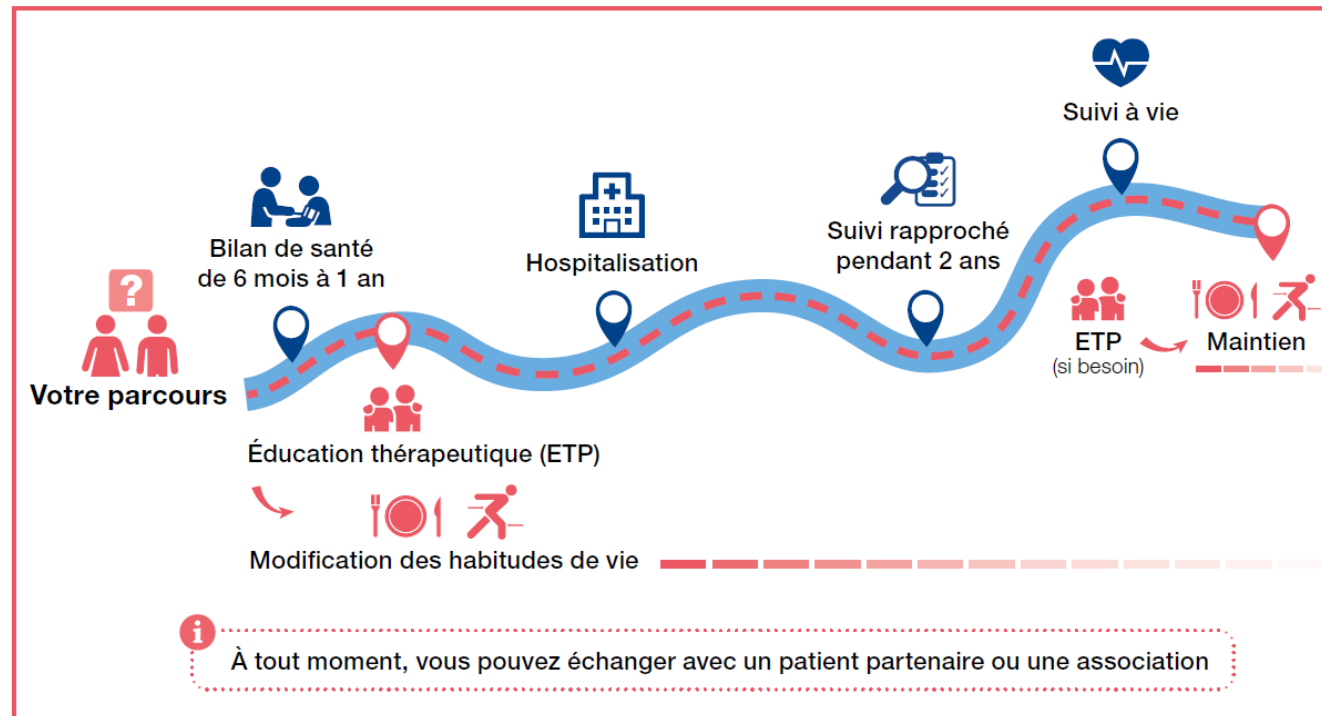 Suivi à vie
Bilan de santé
de 6 mois à 1 an
Hospitalisation
Suivi rapproché
pendant 2 ans
?
Votre parcours
ETP
(si besoin)
Maintien
Éducation thérapeutique (ETP)
Modification des habitudes de vie
i
À tout moment, vous pouvez échanger avec un patient partenaire ou une association